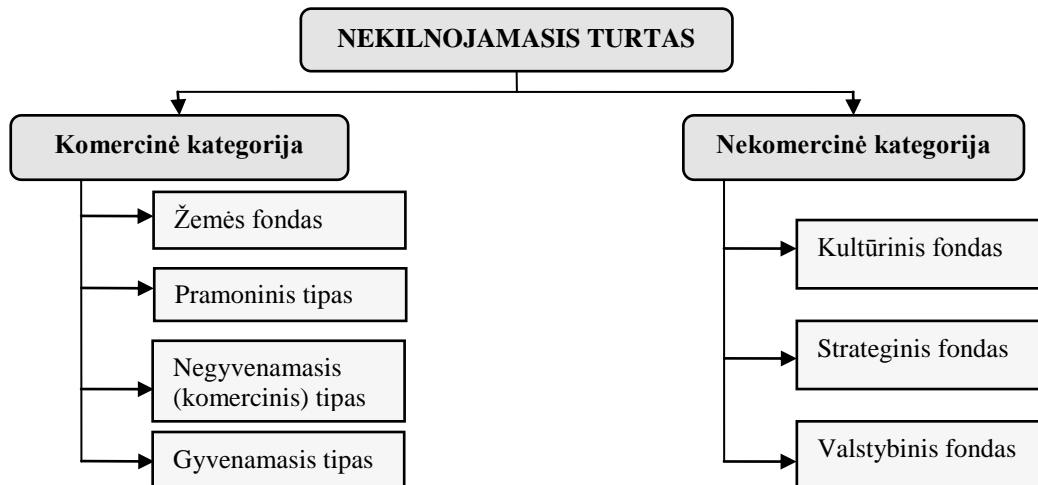 NEKILNOJAMASIS TURTAS
Komercinė kategorija
Žemės fondas
Pramoninis tipas
Negyvenamasis
(komercinis) tipas
Gyvenamasis tipas
Nekomercinė kategorija
Kultūrinis fondas
Strateginis fondas
Valstybinis fondas